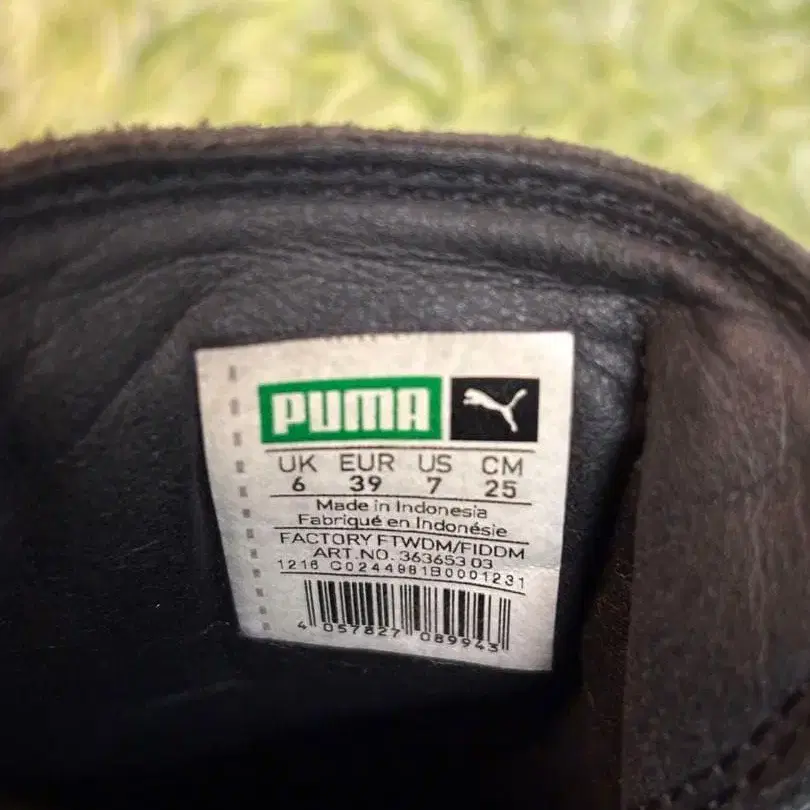 PUMA
UK EUR US CM
6 39 7 25
Made in Indonesia
Fabriqué en Indonésie
FACTORY FTWDM/FIDDM
ART.NO. 363653 03
1216 C0244981B0001231
4 057827 089943